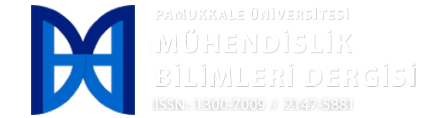 PAMUKKALE ÜNİVERSİTESİ
MÜHENDİSLİK
BİLİMLERİ DERGİSİ
ISSN: 1300-7009 / 2147-5881